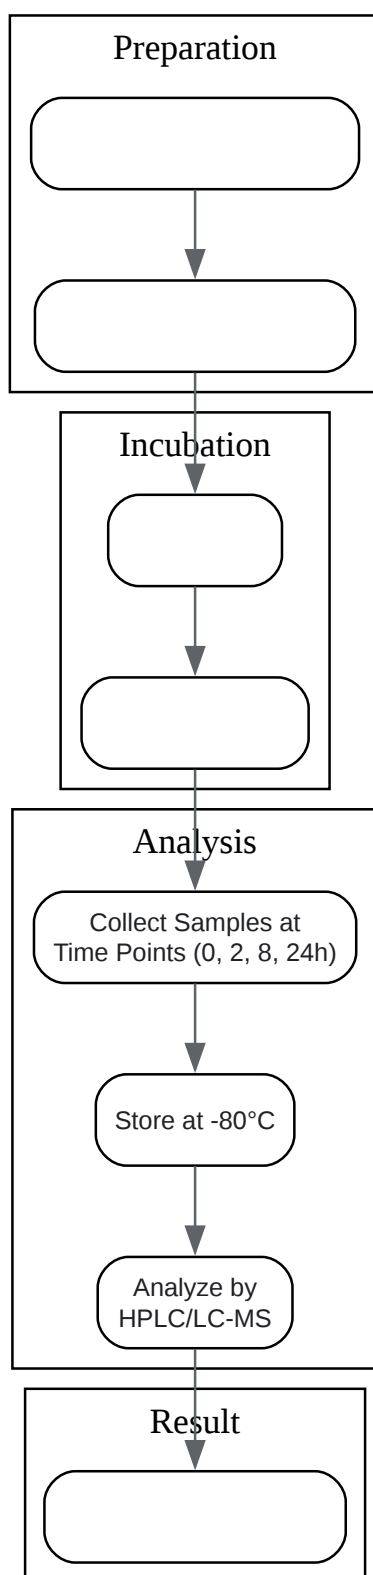 Preparation
Incubation
Analysis
Collect Samples at
Time Points (0, 2, 8, 24h)
Store at -80°C
Analyze by
HPLC/LC-MS
Result